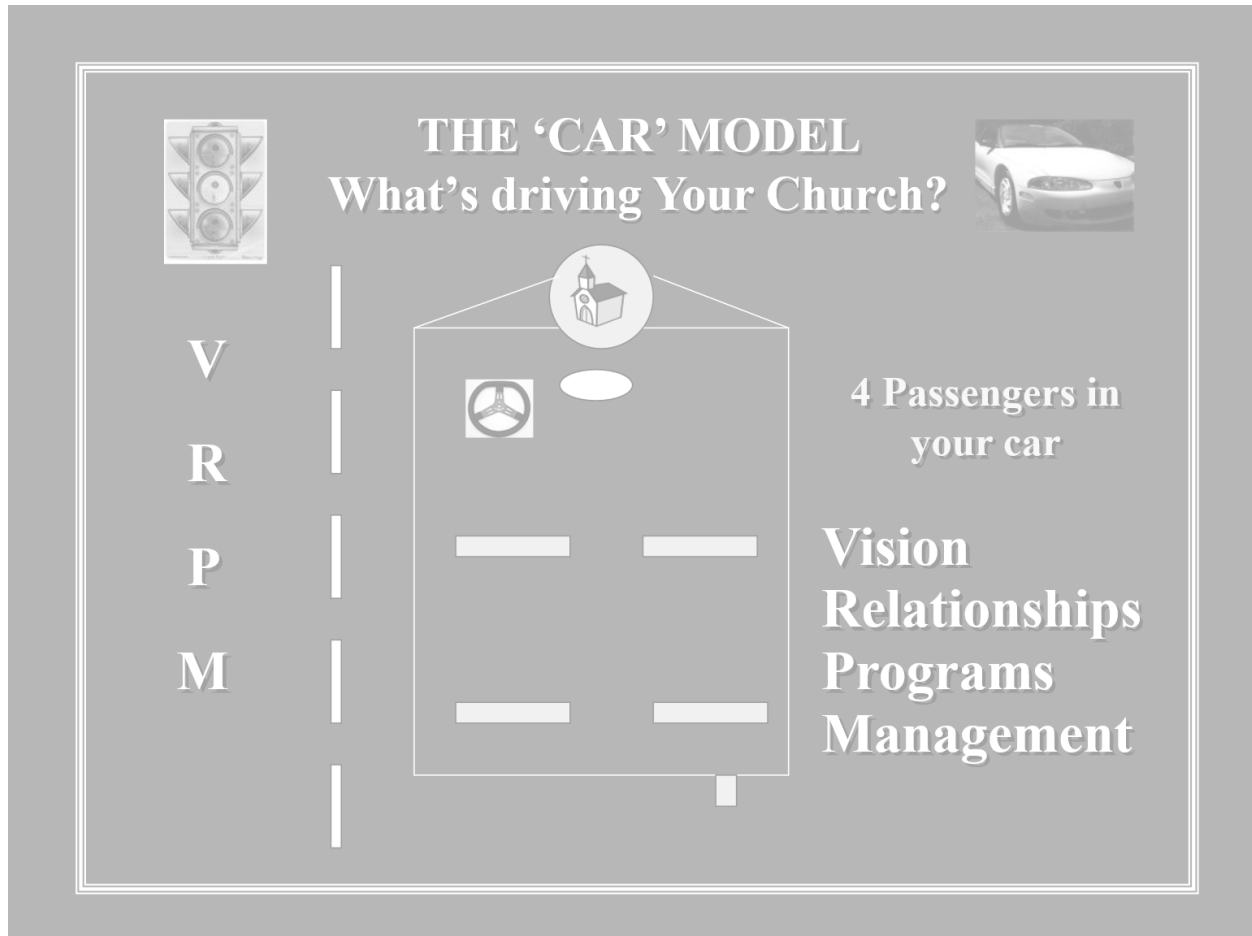 THE ‘CAR’ MODEL
What’s driving Your Church?
V
R
P
M
4 Passengers in
your car
Vision
Relationships
Programs
Management